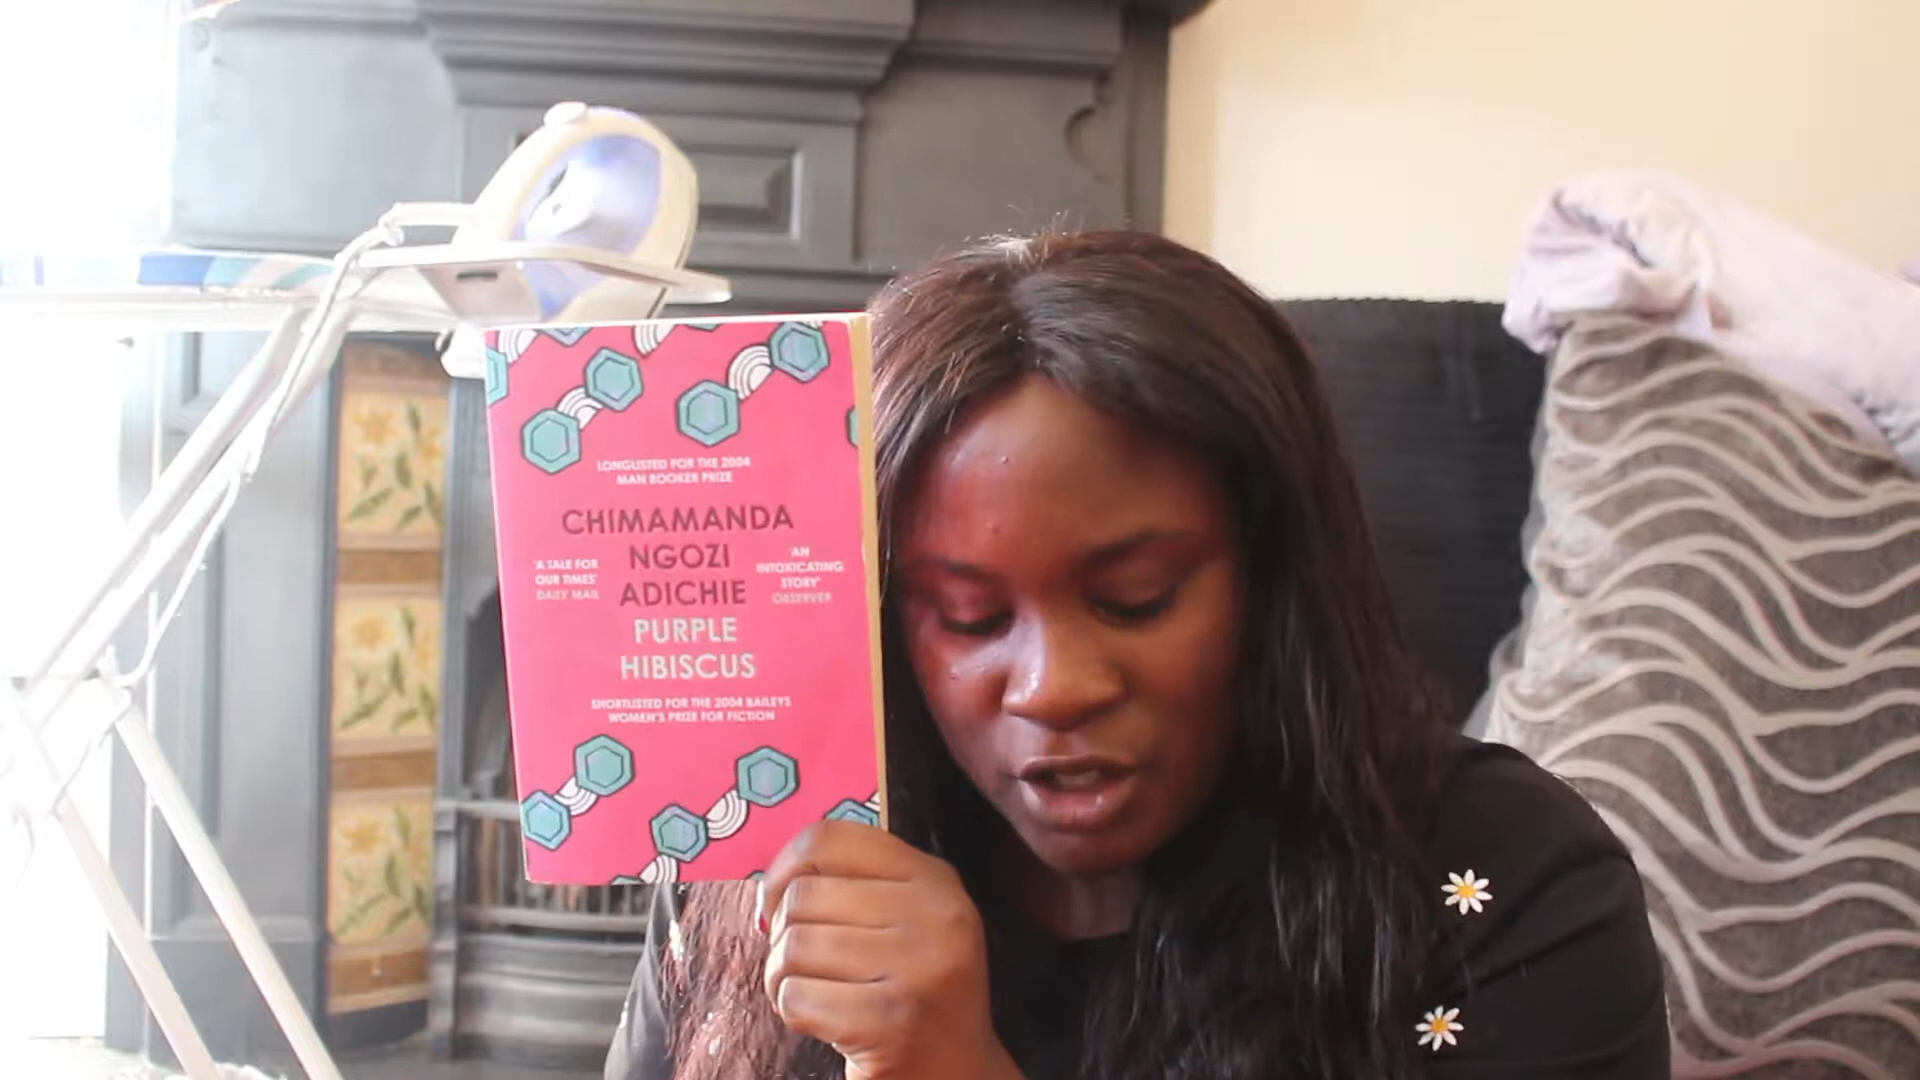 LONGLISTED FOR THE 2004
MAN BOOKER PRIZE
CHIMAMANDA
NGOZI
ADICHIE
PURPLE
HIBISCUS
'A TALE FOR
OUR TIMES'
DAILY MAIL
'AN
INTOXICATING
STORY'
OBSERVER
SHORTLISTED FOR THE 2004 BAILEYS
WOMEN'S PRIZE FOR FICTION